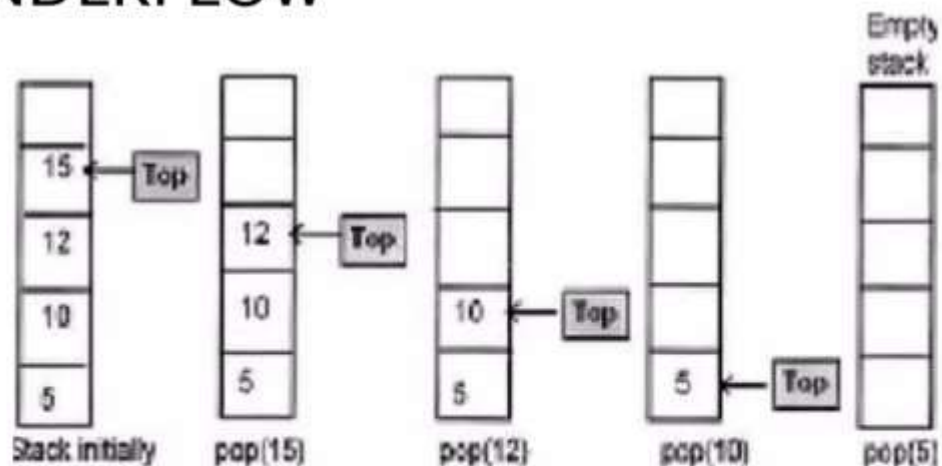 NDERFLOW
Empty
stack
15
Top
12
10
5
Stack initially
12
Top
10
5
pop(15)
10
Top
5
pop(12)
5
Top
pop(10)
pop(5)